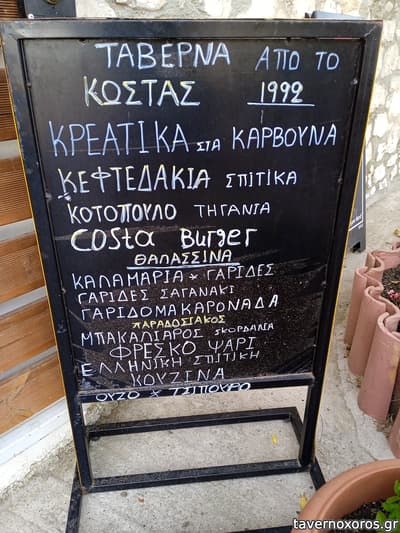 ΤΑΒΕΡΝΑ ΑΠΟ ΤΟ
ΚΩΣΤΑΣ 1992
ΚΡΕΑΤΙΚΑ ΣΤΑ ΚΑΡΒΟΥΝΑ
ΚΕΦΤΕΔΑΚΙΑ ΣΠΙΤΙΚΑ
ΚΟΤΟΠΟΥΛΟ ΤΗΓΑΝΙΑ
COSta BURgeR
ΘΑΛΑΣΣΙΝΑ
ΚΑΛΑΜΑΡΙΑ * ΓΑΡΙΔΕΣ
ΓΑΡΙΔΕΣ ΣΑΓΑΝΑΚΙ
ΓΑΡΙΔΟΜΑΚΑΡΟΝΑΔΑ
ΠΑΡΑΔΟΣΙΑΚΟΣ
ΜΠΑΚΑΛΙΑΡΟΣ ΣΚΟΡΔΑΛΙΑ
ΦΡΕΣΚΟ ΨΑΡΙ
ΕΛΛΗΝΙΚΗ ΣΠΙΤΙΚΗ
ΚΟΥΖΙΝΑ
ΟΥΖΟ * ΤΣΙΠΟΥΡΟ
www.tavernoxoros.gr